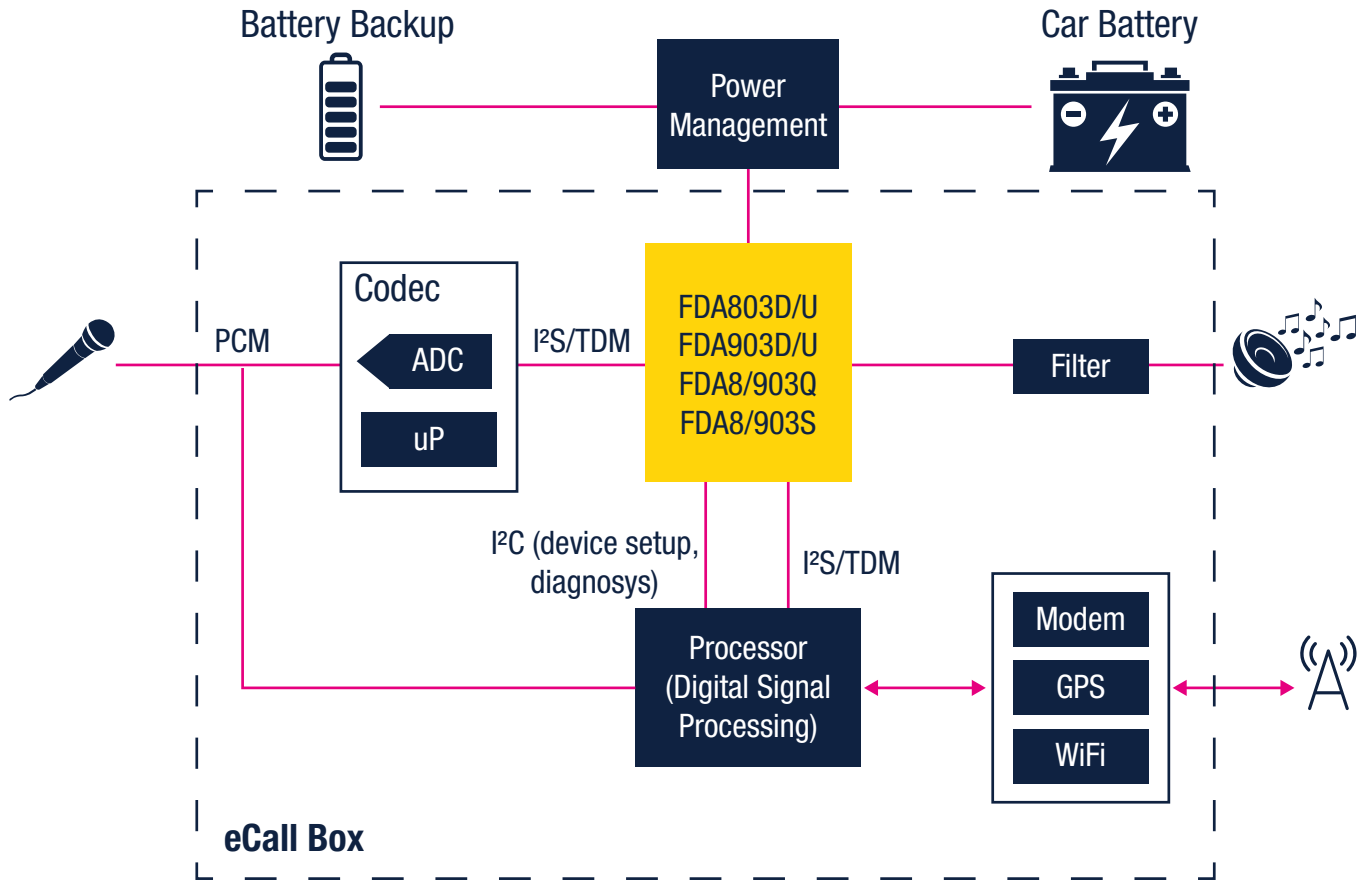 Battery Backup
Car Battery
Power
Management
Codec
ADC
uP
PCM
I²S/TDM
FDA803D/U
FDA903D/U
FDA8/903Q
FDA8/903S
Filter
I²C (device setup,
diagnosys)
I²S/TDM
Processor
(Digital Signal
Processing)
Modem
GPS
WiFi
eCall Box